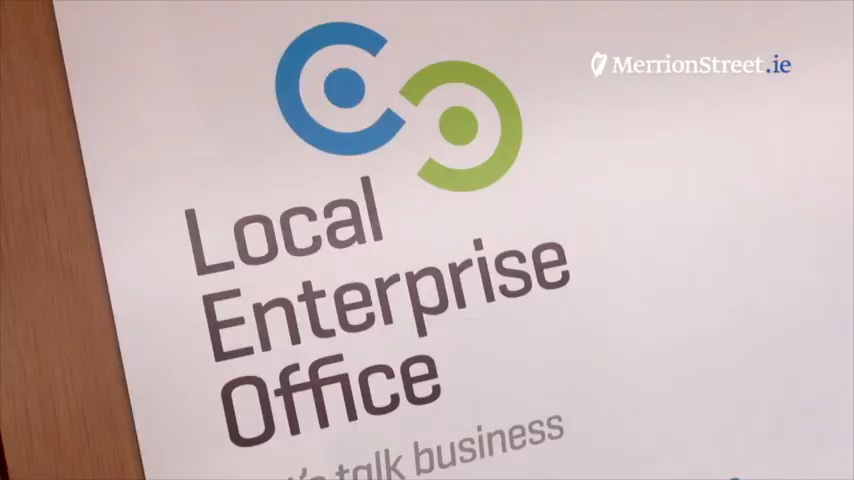 MerrionStreet.ie
Local
Enterprise
Office
talk business